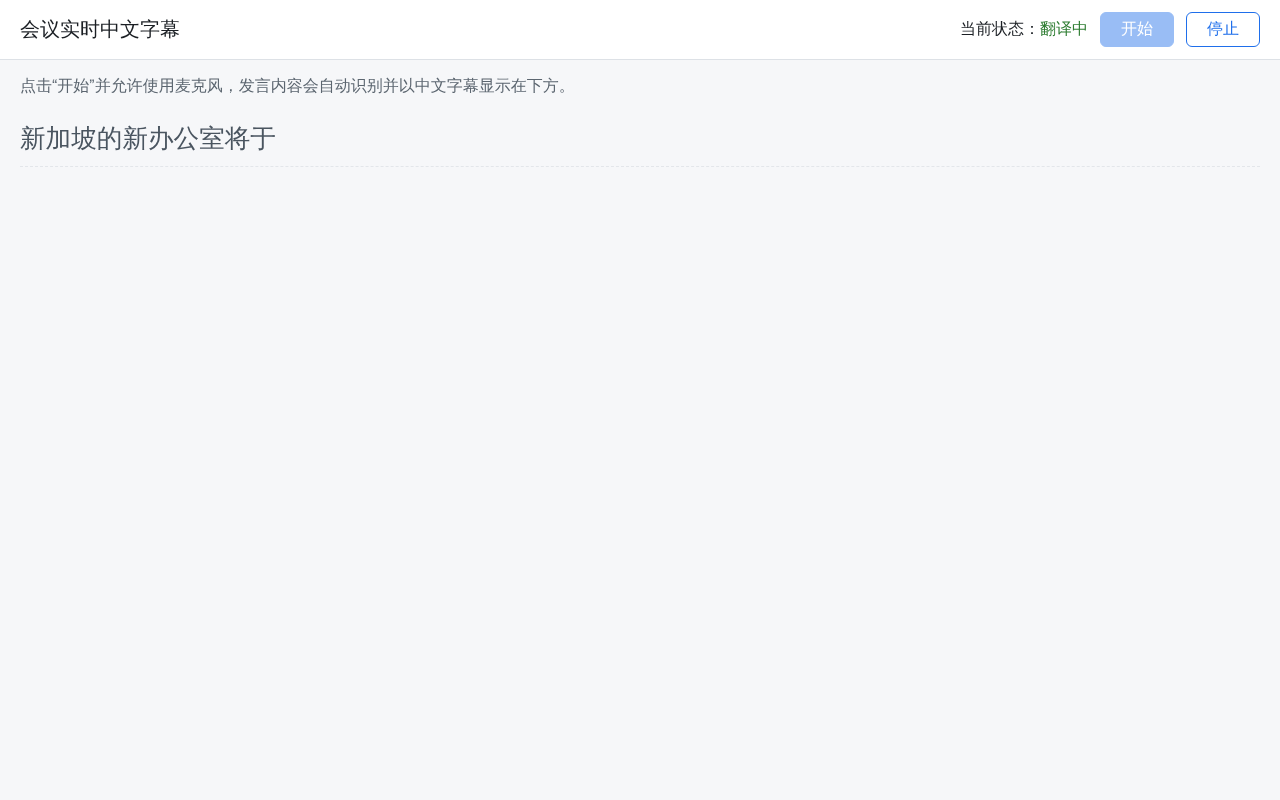 会议实时中文字幕
当前状态：翻译中
开始
停止
点击“开始”并允许使用麦克风，发言内容会自动识别并以中文字幕显示在下方。
新加坡的新办公室将于